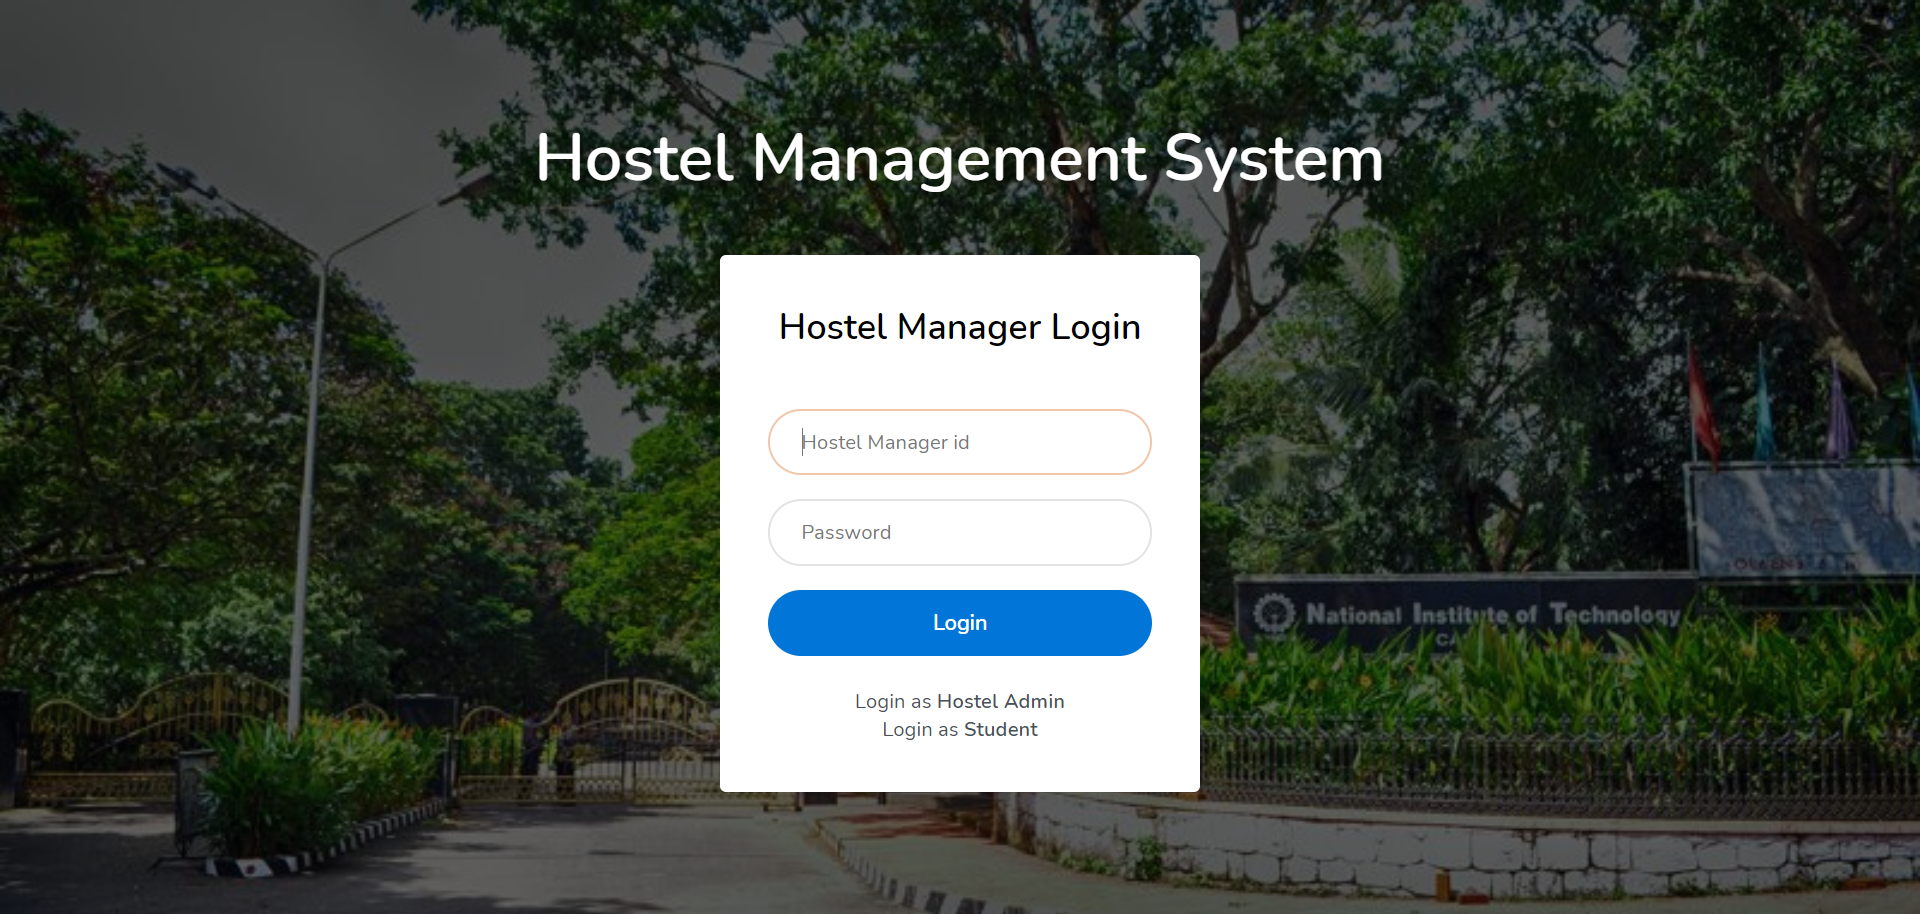 Hostel Management System
Hostel Manager Login
Hostel Manager id
Password
Login
Login as Hostel Admin
Login as Student
National Institute of Technology